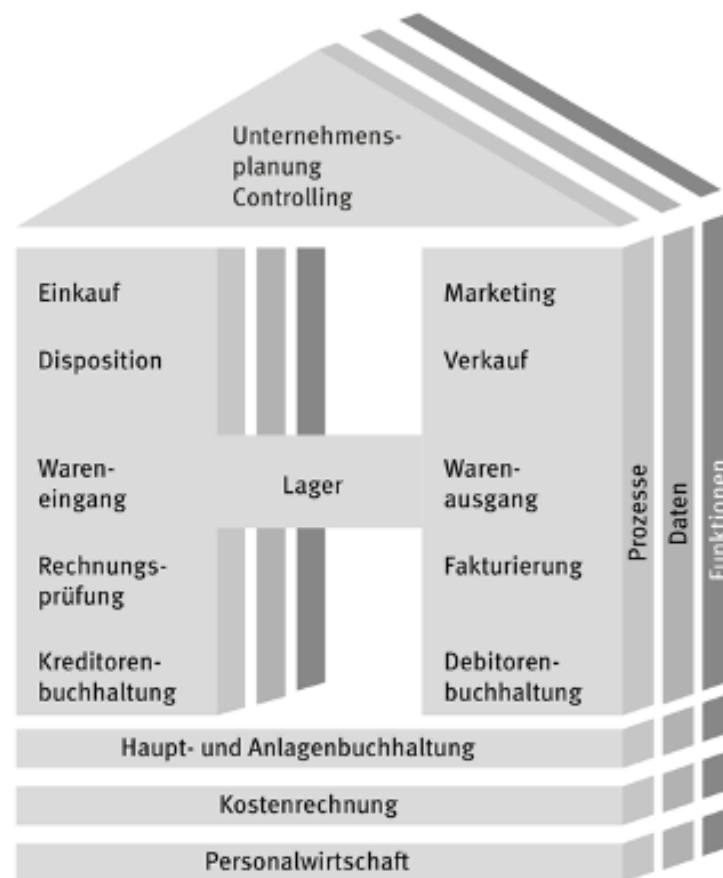 Unternehmens-
planung
Controlling
Einkauf
Disposition
Waren-
eingang
Rechnungs-
prüfung
Kreditoren-
buchhaltung
Lager
Marketing
Verkauf
Waren-
ausgang
Fakturierung
Debitoren-
buchhaltung
Prozesse
Daten
Funktionen
Haupt- und Anlagenbuchhaltung
Kostenrechnung
Personalwirtschaft